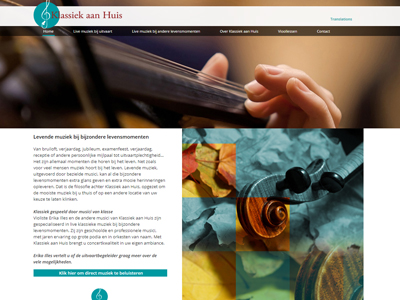 Klassiek aan Huis
Translations
Home
Live muziek bij uitvaart
Live muziek bij andere levensmomenten
Over Klassiek aan Huis
Vioollessen
Contact
Levende muziek bij bijzondere levensmomenten
Van bruiloft, verjaardag, jubileum, examenfeest, verjaardag,
receptie of andere persoonlijke mijlpaal tot uitvaartplechtigheid...
Het zijn allemaal momenten die horen bij het leven. Net zoals
voor veel mensen muziek hoort bij het leven. Levende muziek,
uitgevoerd door bezielde musici, kan al die bijzondere
levensmomenten extra glans geven en extra mooie herinneringen
opleveren. Dat is de filosofie achter Klassiek aan Huis, opgezet om
de mooiste muziek bij u thuis of op een andere locatie van uw
keuze te laten klinken.
Klassiek gespeeld door musici van klasse
Violiste Erika Illes en de andere musici van Klassiek aan Huis zijn
gespecialiseerd in live klassieke muziek bij bijzondere
levensmomenten. Zij zijn geschoolde en professionele musici,
met jaren ervaring op grote podia en in orkesten van naam. Met
Klassiek aan Huis brengt u concertkwaliteit in uw eigen ambiance.
Erika Illes vertelt u of de uitvaartbegeleider graag meer over de
vele mogelijkheden.
Klik hier om direct muziek te beluisteren